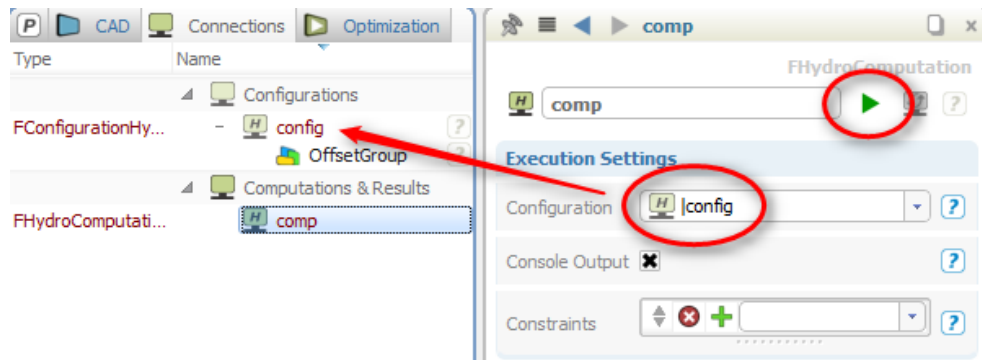 P CAD Connections Optimization
Type Name
Configurations
FConfigurationHy... H config ?
OffsetGroup ?
Computations & Results
FHydroComputati... H comp
comp
FHydroComputation
H comp ?
Execution Settings
Configuration H config ?
Console Output ?
Constraints ?